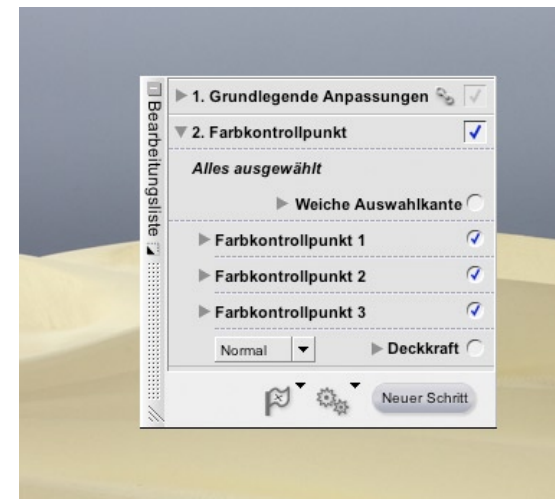 Bearbeitungsliste
1. Grundlegende Anpassungen
2. Farbkontrollpunkt
Alles ausgewählt
Weiche Auswahlkante
Farbkontrollpunkt 1
Farbkontrollpunkt 2
Farbkontrollpunkt 3
Normal
Deckkraft
Neuer Schritt